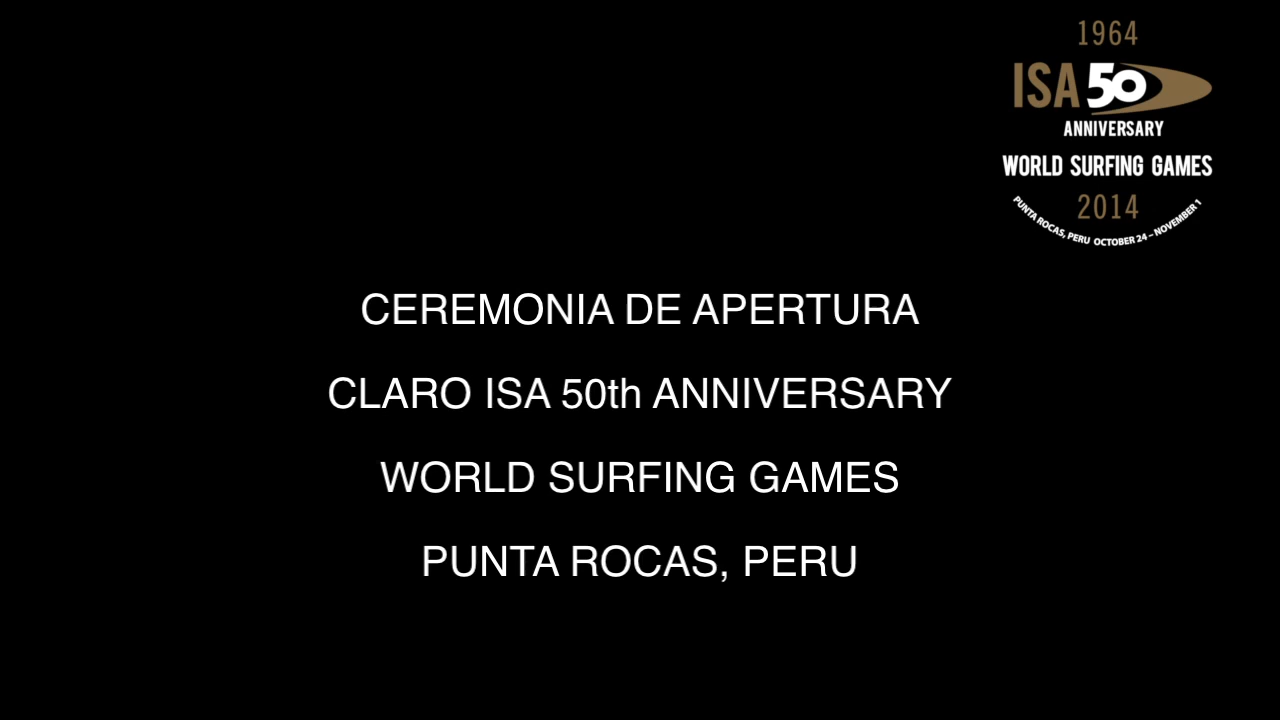 1964
ISA 50
ANNIVERSARY
WORLD SURFING GAMES
2014
PUNTA ROCAS, PERU OCTOBER 24 – NOVEMBER 1
CEREMONIA DE APERTURA
CLARO ISA 50th ANNIVERSARY
WORLD SURFING GAMES
PUNTA ROCAS, PERU